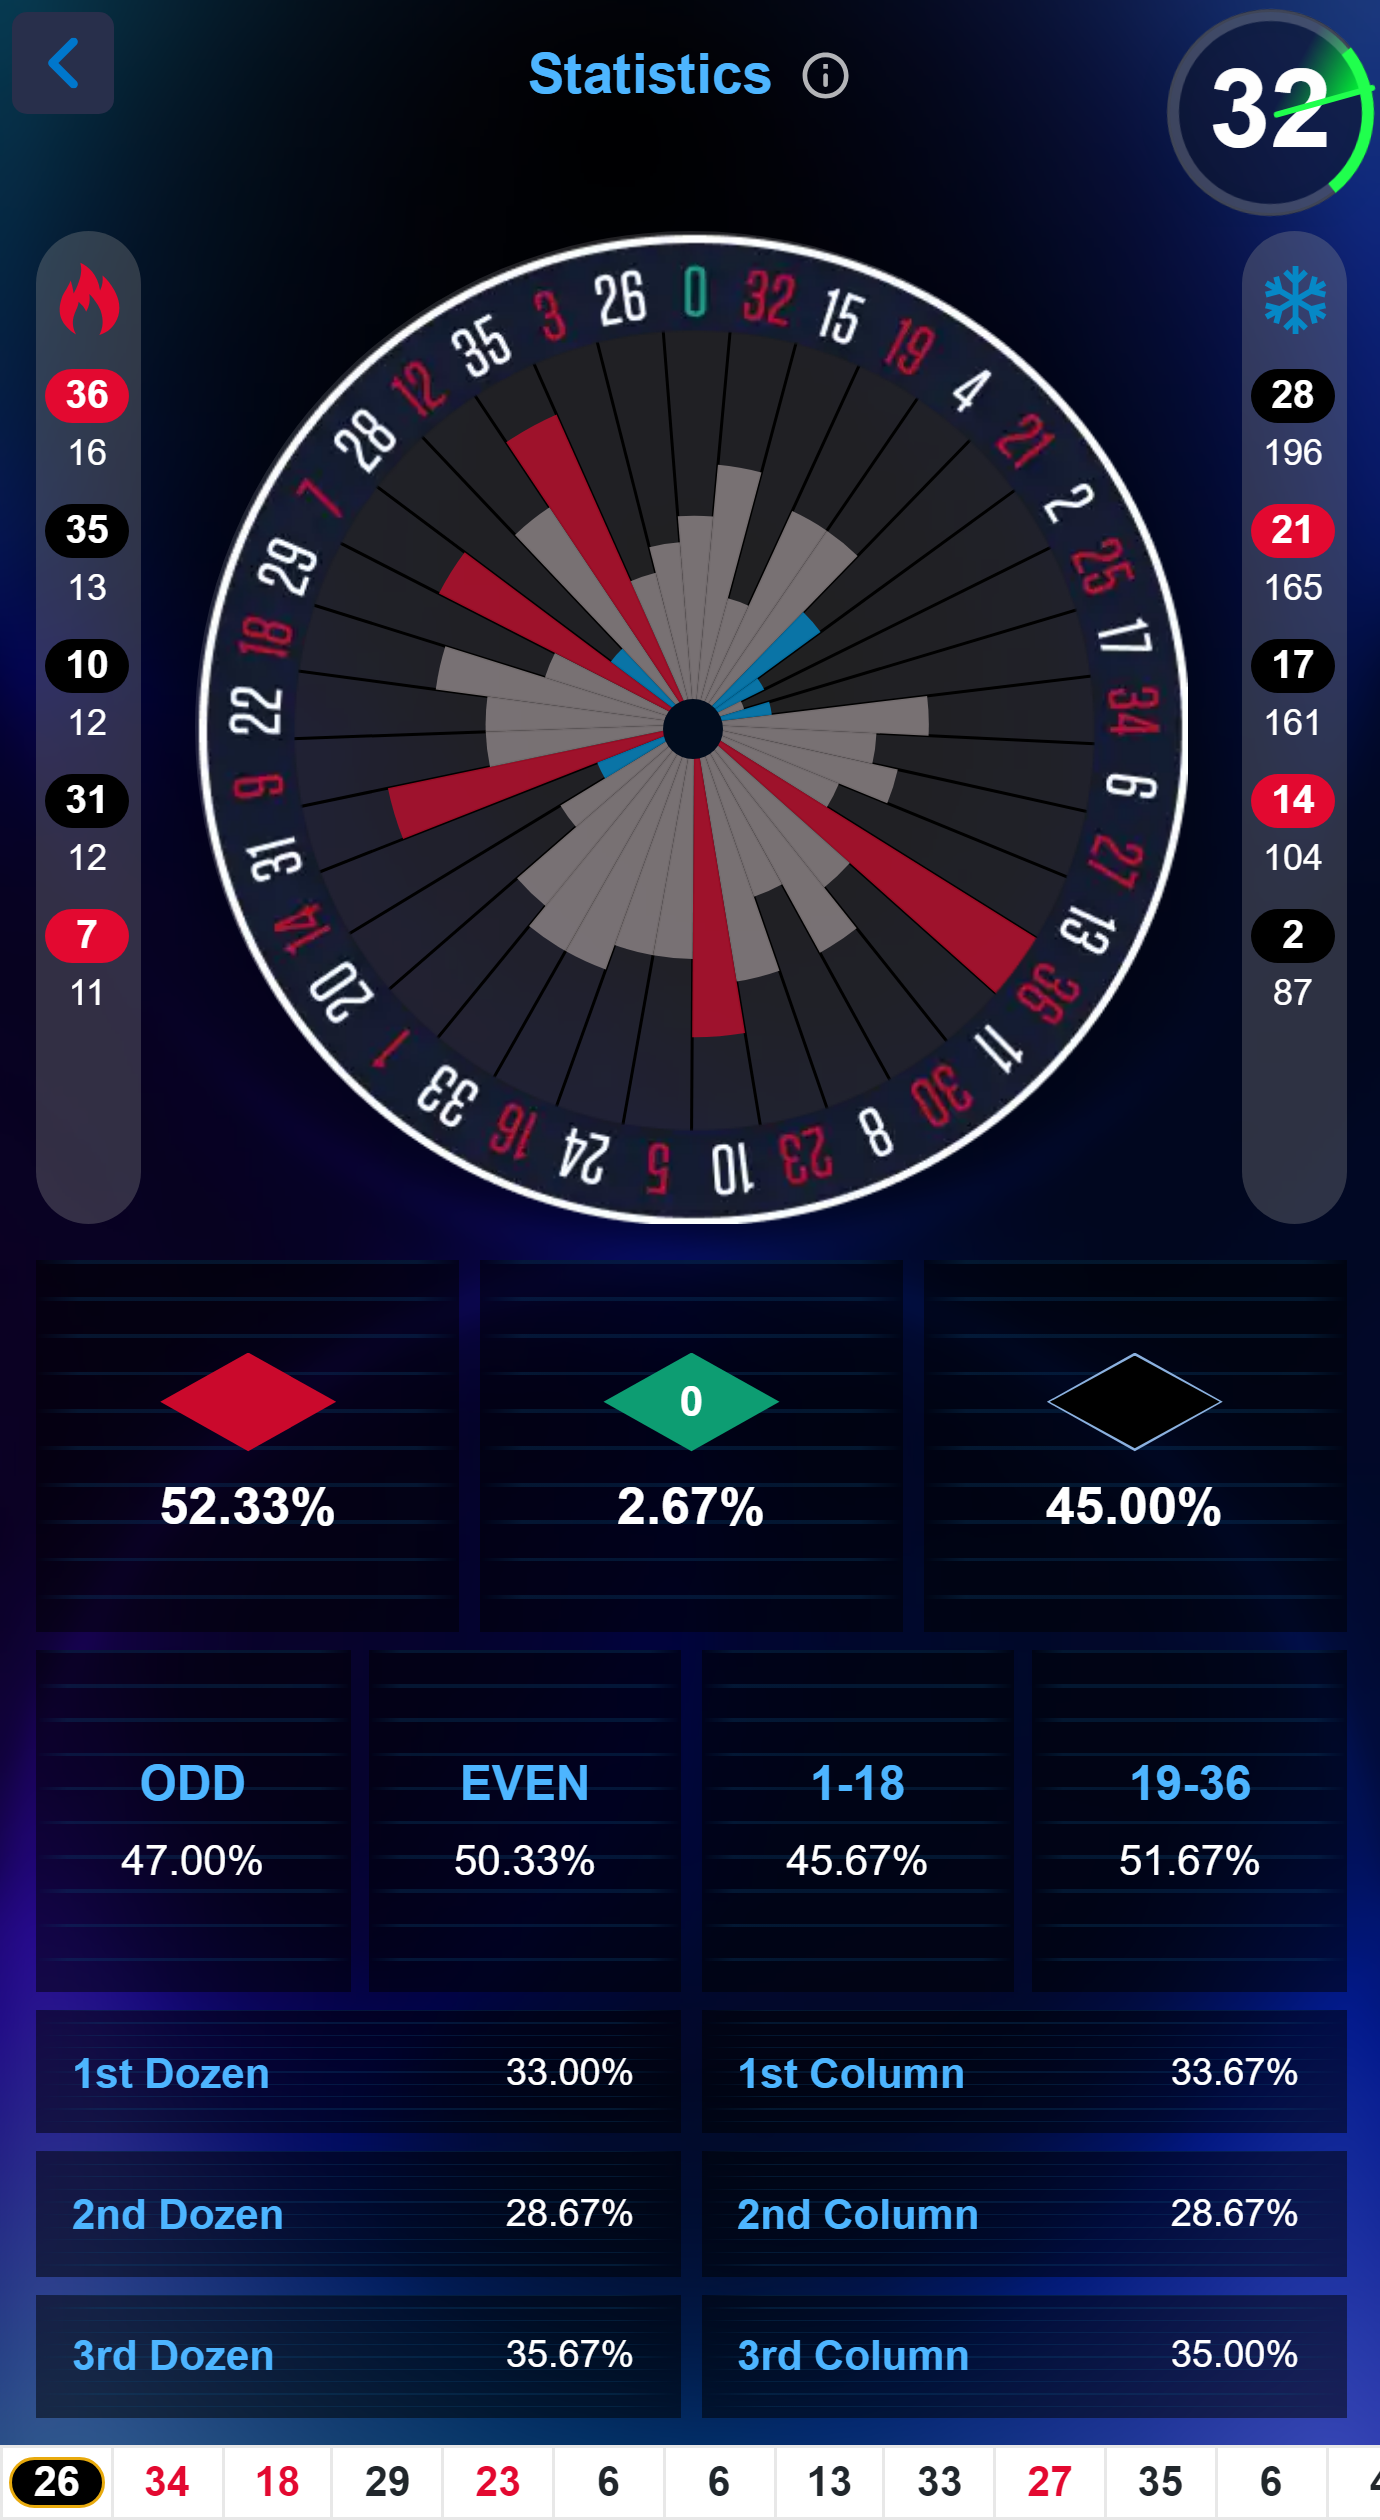 Statistics
32
36
16
35
13
10
12
31
12
7
11
0 32 15 19 4 21 2 25 17 34 6 27 13 36 11 30 8 23 10 5 24 16 33 1 20 14 31 9 22 18 29 7 28 12 35 3 26
28
196
21
165
17
161
14
104
2
87
0
52.33% 2.67% 45.00%
ODD EVEN 1-18 19-36
47.00% 50.33% 45.67% 51.67%
1st Dozen 33.00% 1st Column 33.67%
2nd Dozen 28.67% 2nd Column 28.67%
3rd Dozen 35.67% 3rd Column 35.00%
26 34 18 29 23 6 6 13 33 27 35 6